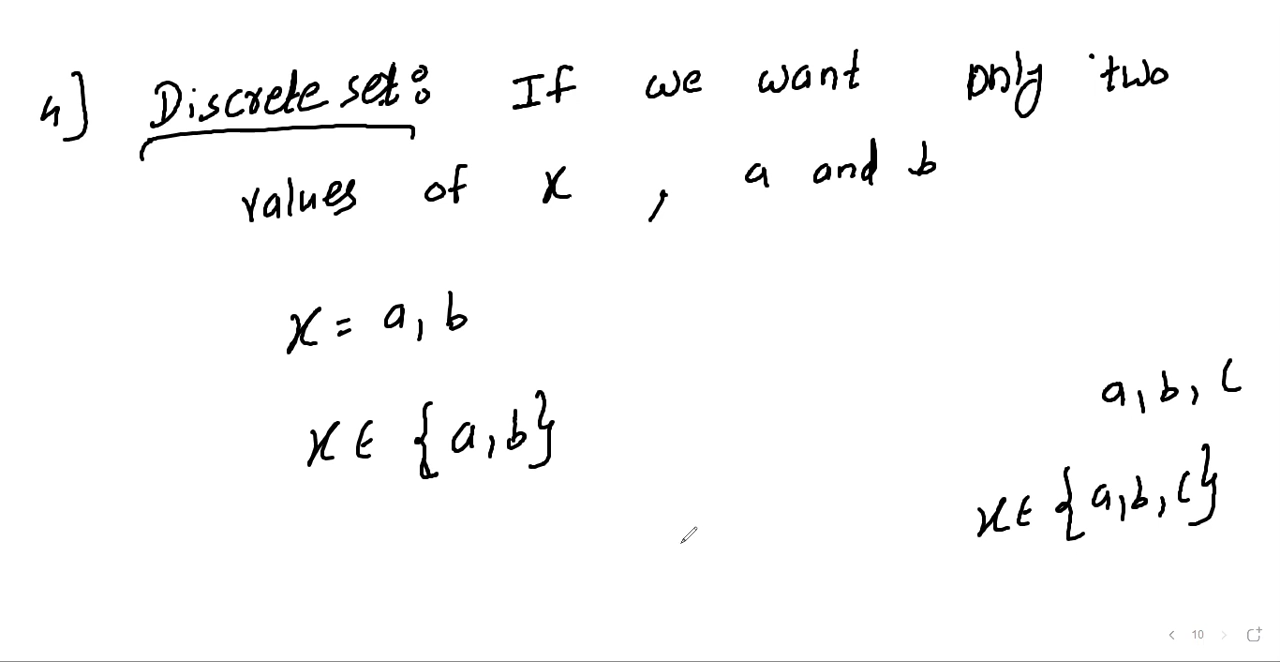 4] Discrete set: If we want only two
values of x, a and b
x = a, b
x ∈ {a, b}
a, b, c
x ∈ {a, b, c}
10